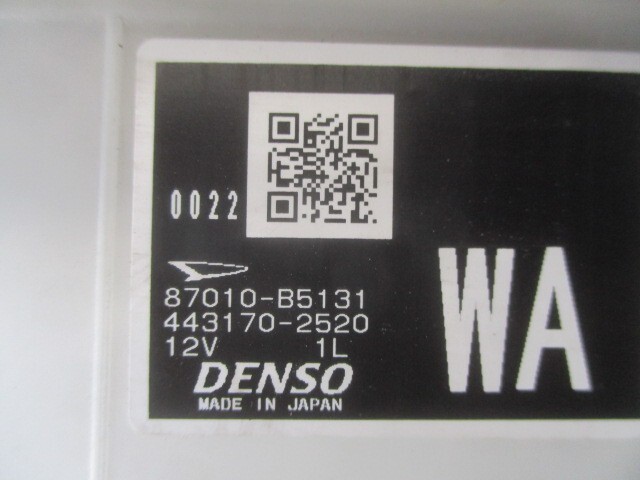 0022
87010-B5131
443170-2520
12V 1L
DENSO
MADE IN JAPAN
WA